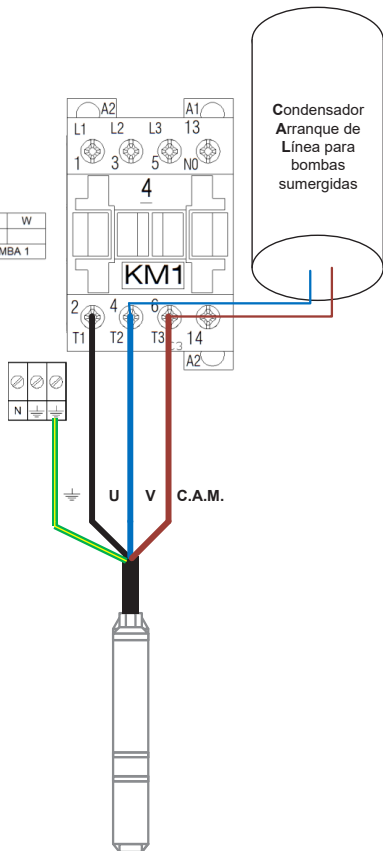 Condensador
Arranque de
Línea para
bombas
sumergidas
A2 A1
L1 L2 L3 13
1 3 5 NO
4
KM1
2 4 6
T1 T2 T3 14
A2
W
MBA 1
N
U V C.A.M.